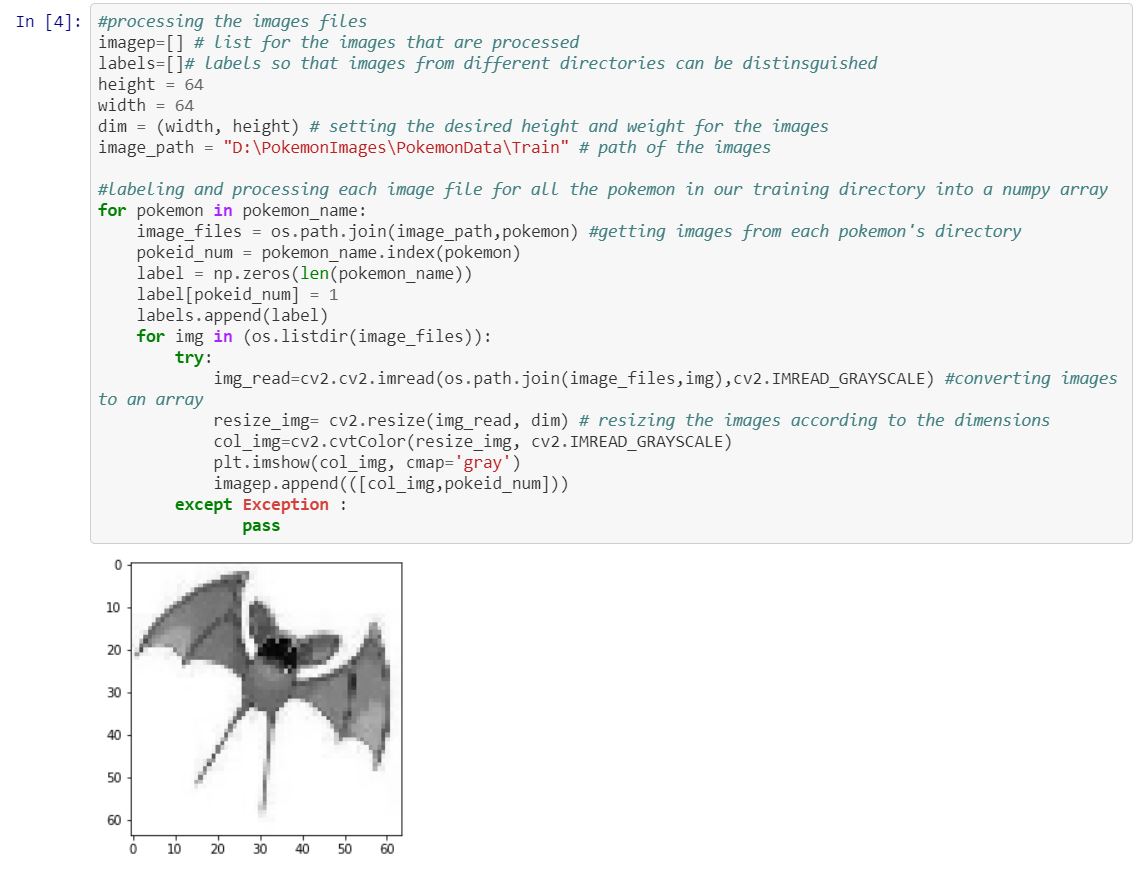 In [4]: #processing the images files
imagep=[] # list for the images that are processed
labels=[]# labels so that images from different directories can be distinsguished
height = 64
width = 64
dim = (width, height) # setting the desired height and weight for the images
image_path = "D:\PokemonImages\PokemonData\Train" # path of the images
#labeling and processing each image file for all the pokemon in our training directory into a numpy array
for pokemon in pokemon_name:
    image_files = os.path.join(image_path,pokemon) #getting images from each pokemon's directory
    pokeid_num = pokemon_name.index(pokemon)
    label = np.zeros(len(pokemon_name))
    label[pokeid_num] = 1
    labels.append(label)
    for img in (os.listdir(image_files)):
        try:
            img_read=cv2.cv2.imread(os.path.join(image_files,img),cv2.IMREAD_GRAYSCALE) #converting images
to an array
            resize_img= cv2.resize(img_read, dim) # resizing the images according to the dimensions
            col_img=cv2.cvtColor(resize_img, cv2.IMREAD_GRAYSCALE)
            plt.imshow(col_img, cmap='gray')
            imagep.append(([col_img,pokeid_num]))
        except Exception :
               pass
0
10
20
30
40
50
60
0 10 20 30 40 50 60